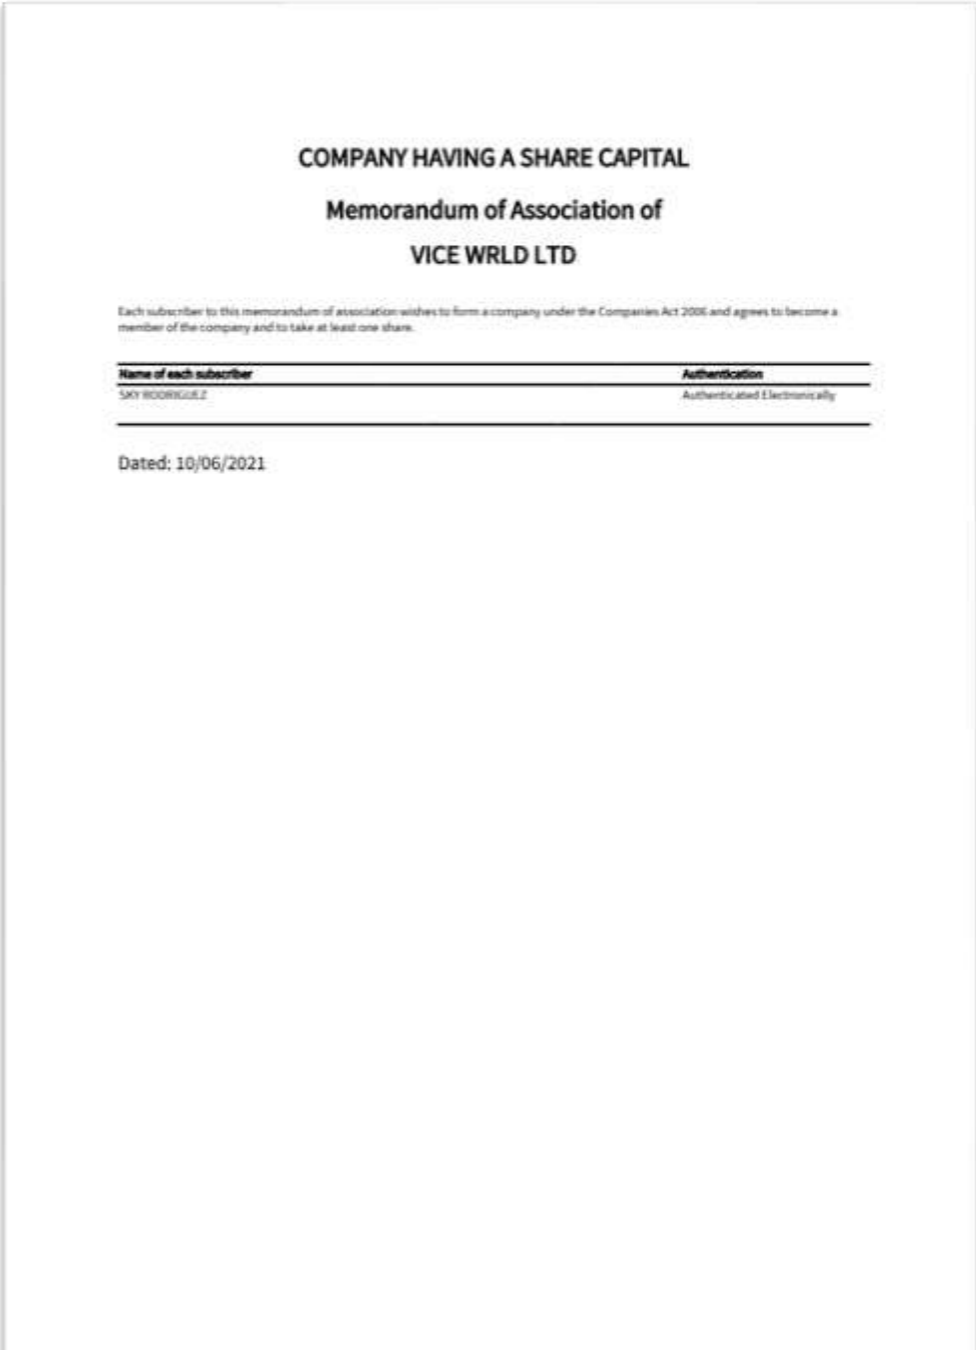 COMPANY HAVING A SHARE CAPITAL
Memorandum of Association of
VICE WRLD LTD
Each subscriber to this memorandum of association wishes to form a company under the Companies Act 2006 and agrees to become a
member of the company and to take at least one share.
Name of each subscriber Authentication
SKY RODRIGUEZ Authenticated Electronically
Dated: 10/06/2021